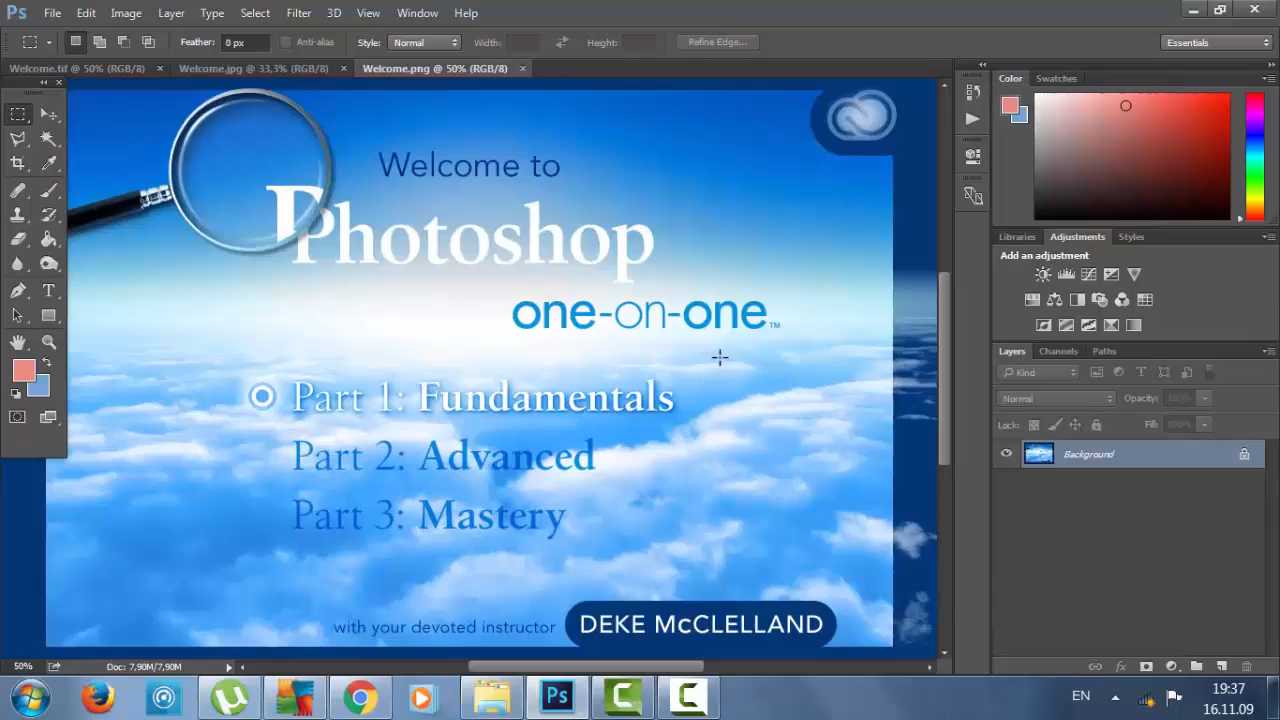 Ps File Edit Image Layer Type Select Filter 3D View Window Help
Feather: 0 px Anti-alias Style: Normal Width: Height: Refine Edge... Essentials
Welcome.tif @ 50% (RGB/8) × Welcome.jpg @ 33,3% (RGB/8) × Welcome.png @ 50% (RGB/8) ×
Color Swatches
Welcome to
Photoshop
one-on-one™
Part 1: Fundamentals
Part 2: Advanced
Part 3: Mastery
with your devoted instructor DEKE McCLELLAND
Libraries Adjustments Styles
Add an adjustment
Layers Channels Paths
Kind
Normal Opacity: 100%
Lock: Fill: 100%
Background
50% Doc: 7,90M/7,90M
Ps
EN
19:37
16.11.09